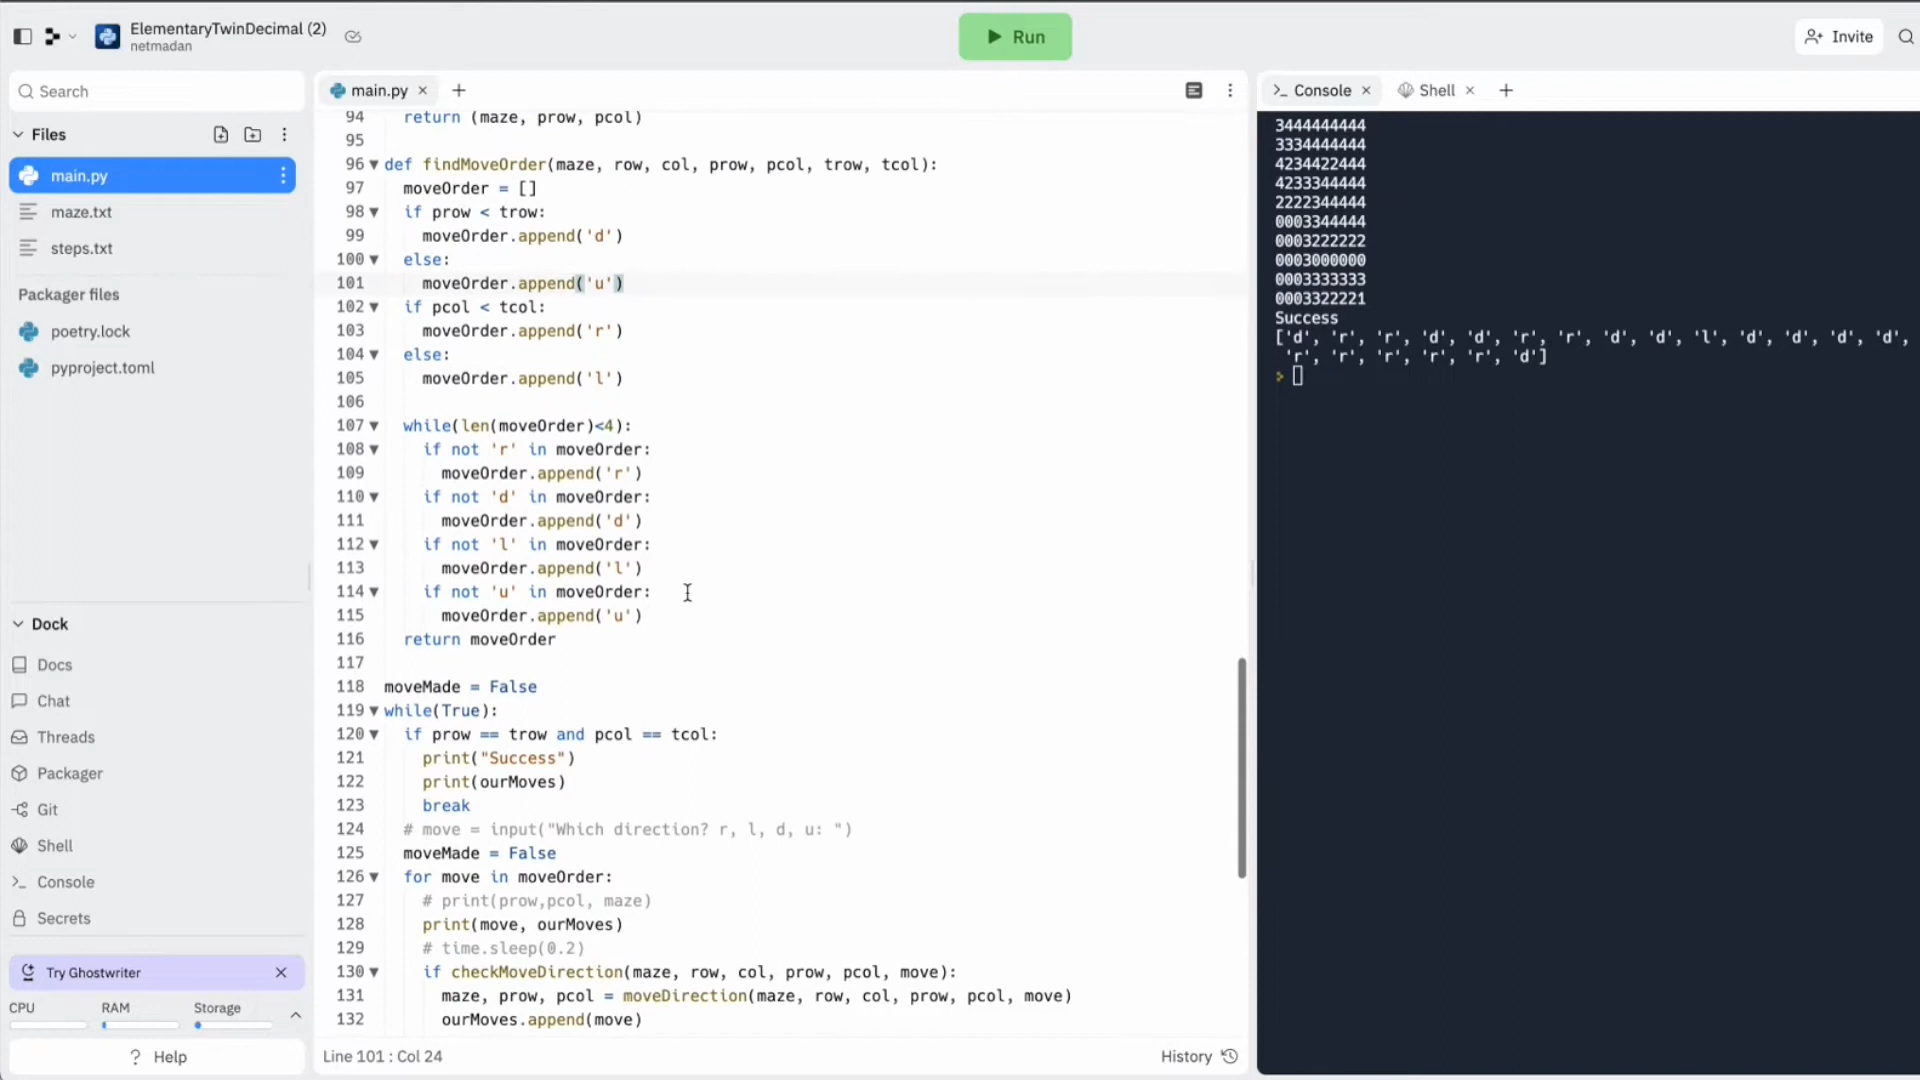 ElementaryTwinDecimal (2)
netmadan
Run
Invite
Search
Files
main.py
maze.txt
steps.txt
Packager files
poetry.lock
pyproject.toml
Dock
Docs
Chat
Threads
Packager
Git
Shell
Console
Secrets
Try Ghostwriter
CPU RAM Storage
? Help
main.py
94 return (maze, prow, pcol)
95
96 def findMoveOrder(maze, row, col, prow, pcol, trow, tcol):
97 moveOrder = []
98 if prow < trow:
99 moveOrder.append('d')
100 else:
101 moveOrder.append('u')
102 if pcol < tcol:
103 moveOrder.append('r')
104 else:
105 moveOrder.append('l')
106
107 while(len(moveOrder)<4):
108 if not 'r' in moveOrder:
109 moveOrder.append('r')
110 if not 'd' in moveOrder:
111 moveOrder.append('d')
112 if not 'l' in moveOrder:
113 moveOrder.append('l')
114 if not 'u' in moveOrder:
115 moveOrder.append('u')
116 return moveOrder
117
118 moveMade = False
119 while(True):
120 if prow == trow and pcol == tcol:
121 print("Success")
122 print(ourMoves)
123 break
124 # move = input("Which direction? r, l, d, u: ")
125 moveMade = False
126 for move in moveOrder:
127 # print(prow,pcol, maze)
128 print(move, ourMoves)
129 # time.sleep(0.2)
130 if checkMoveDirection(maze, row, col, prow, pcol, move):
131 maze, prow, pcol = moveDirection(maze, row, col, prow, pcol, move)
132 ourMoves.append(move)
Line 101 : Col 24
History
Console
Shell
3444444444
3334444444
4234422444
4233344444
2222344444
0003344444
0003222222
0003000000
0003333333
0003322221
Success
['d', 'r', 'r', 'd', 'd', 'r', 'r', 'd', 'd', 'l', 'd', 'd', 'd', 'd',
'r', 'r', 'r', 'r', 'r', 'd']